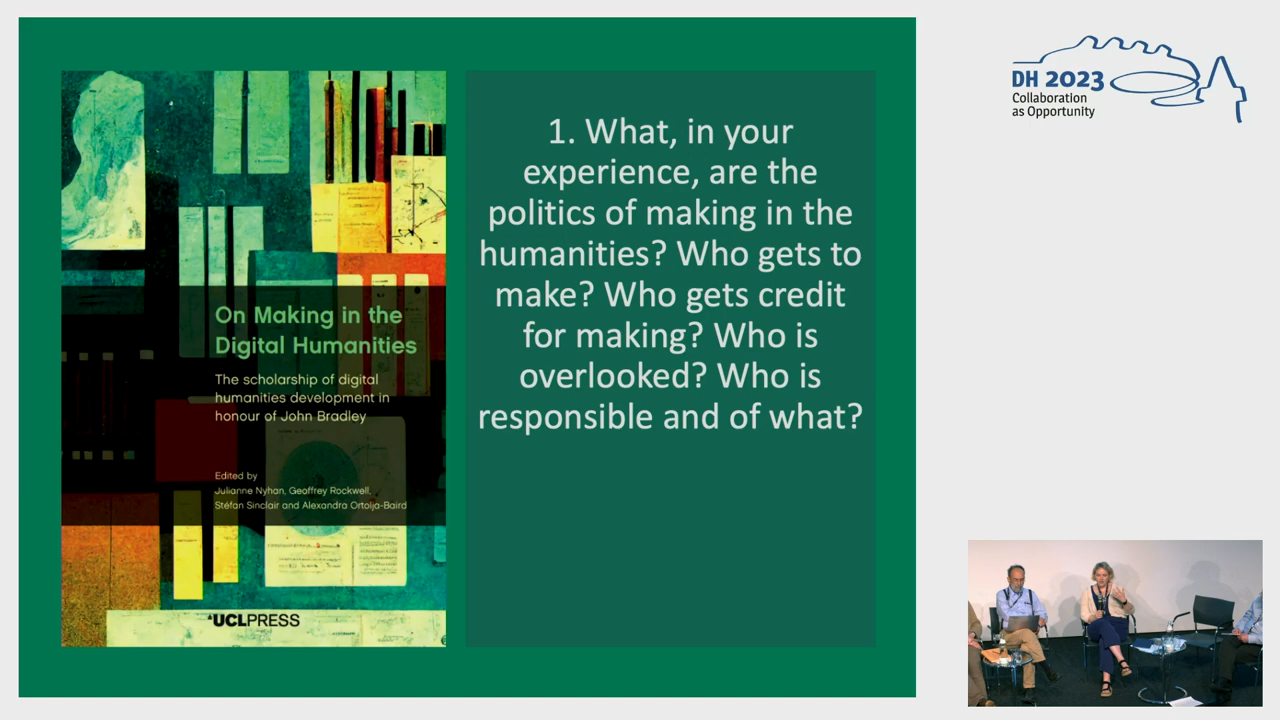 On Making in the
Digital Humanities
The scholarship of digital
humanities development in
honour of John Bradley
Edited by
Julianne Nyhan, Geoffrey Rockwell,
Stéfan Sinclair and Alexandra Ortolja-Baird
UCLPRESS
1. What, in your
experience, are the
politics of making in the
humanities? Who gets to
make? Who gets credit
for making? Who is
overlooked? Who is
responsible and of what?
DH 2023
Collaboration
as Opportunity